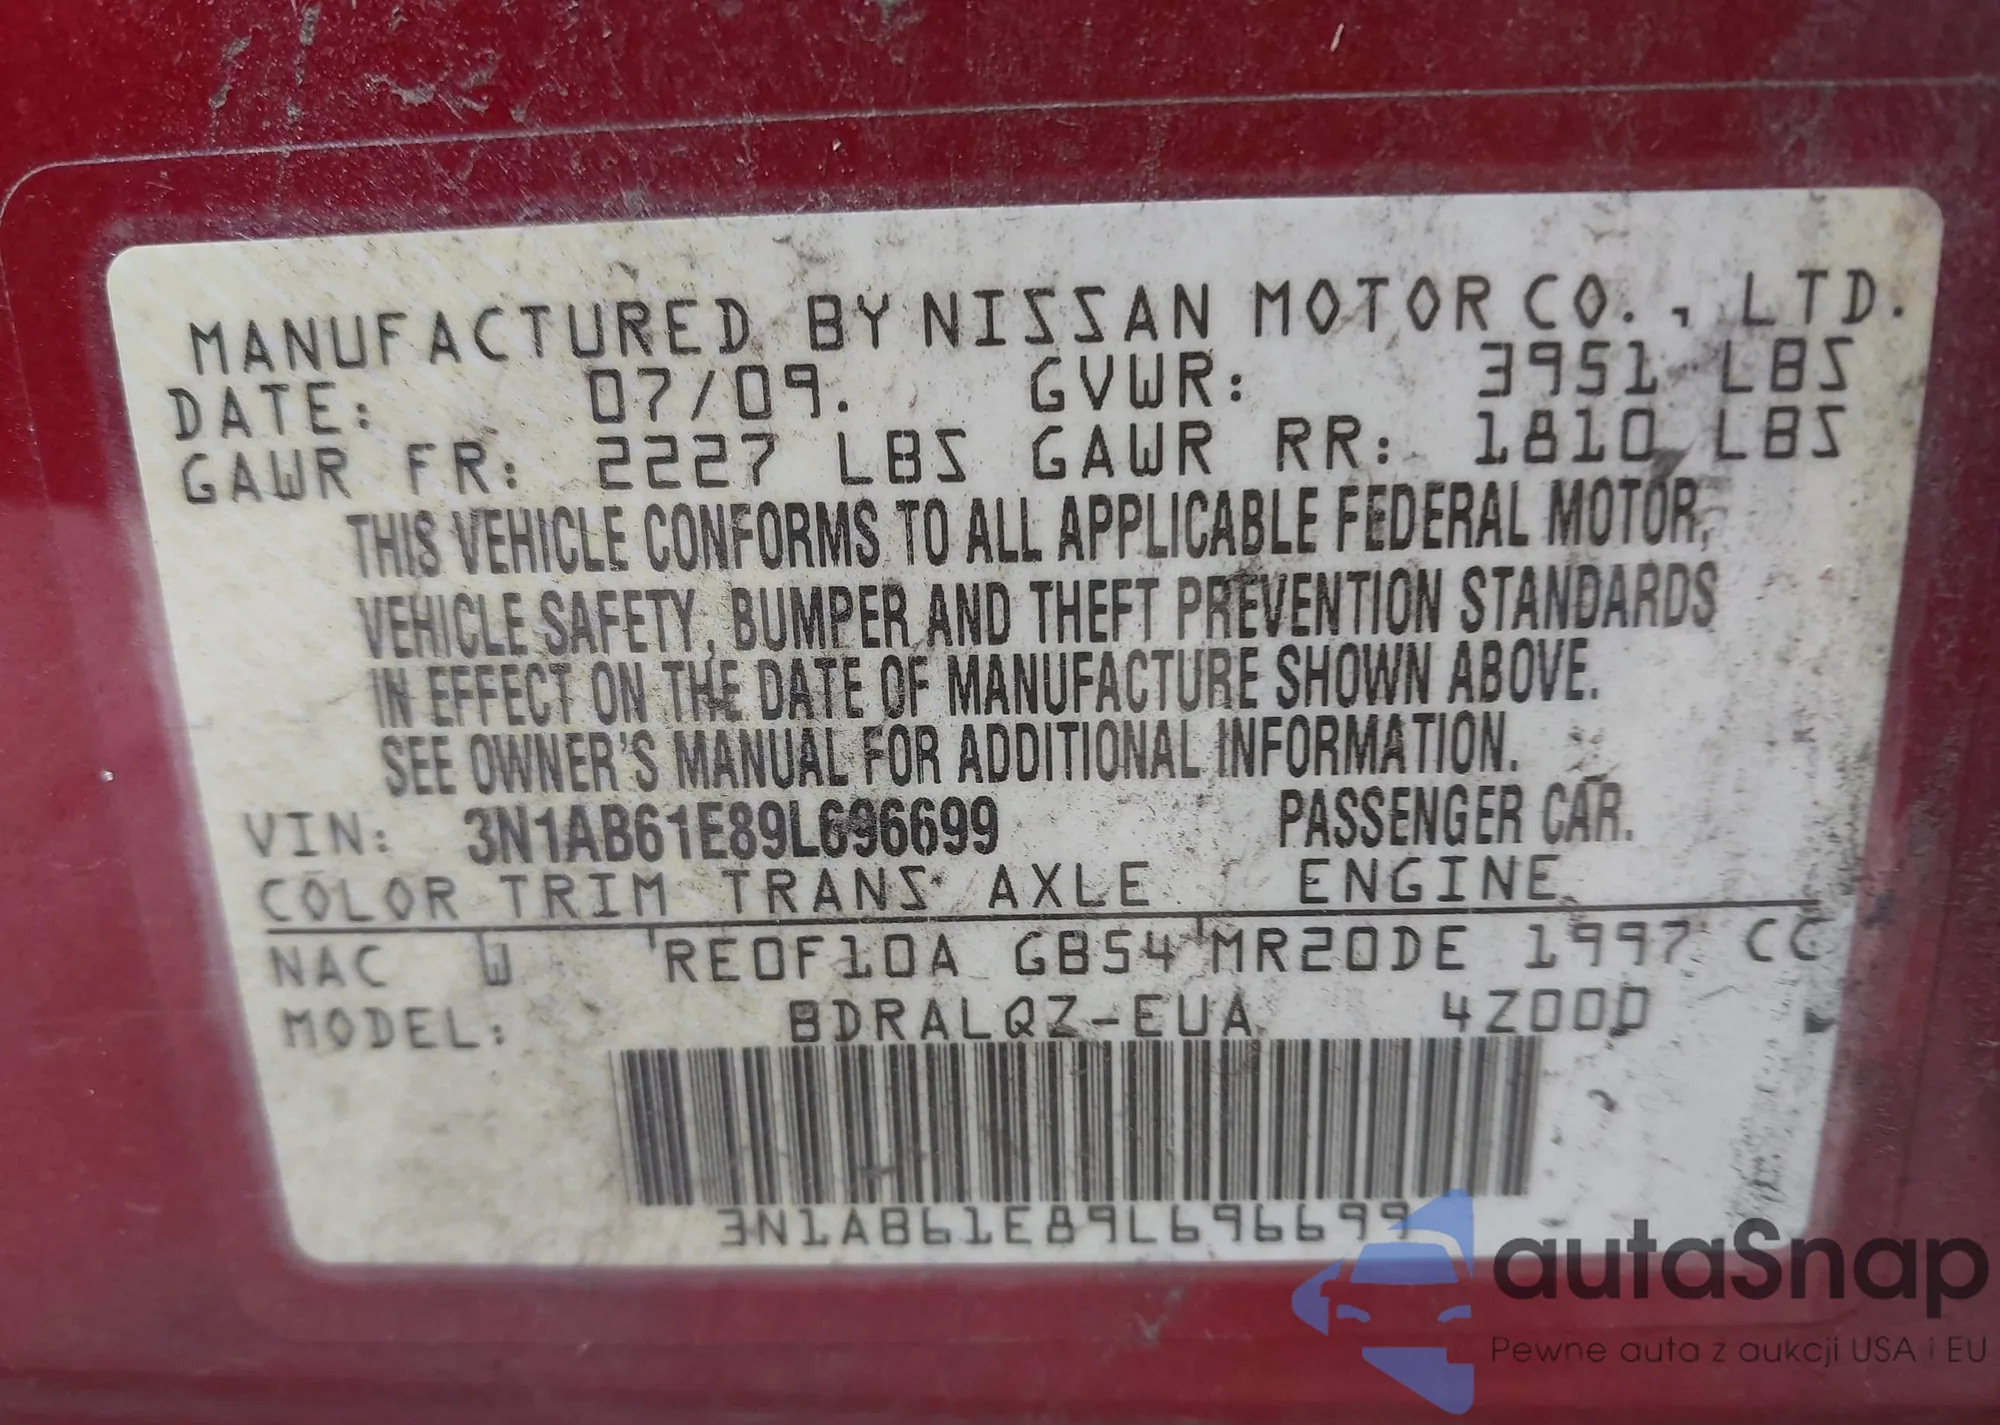 MANUFACTURED BY NISSAN MOTOR CO., LTD.
DATE: 07/09. GVWR: 3951 LBS
GAWR FR: 2227 LBS GAWR RR: 1810 LBS
THIS VEHICLE CONFORMS TO ALL APPLICABLE FEDERAL MOTOR,
VEHICLE SAFETY, BUMPER AND THEFT PREVENTION STANDARDS
IN EFFECT ON THE DATE OF MANUFACTURE SHOWN ABOVE.
SEE OWNER'S MANUAL FOR ADDITIONAL INFORMATION.
VIN: 3N1AB61E89L696699 PASSENGER CAR.
COLOR TRIM TRANS AXLE ENGINE
NAC W RE0F10A GB54 MR20DE 1997 CC
MODEL: BDRALQZ-EUA 4Z00D
3N1AB61E89L696699
autaSnap
Pewne auta z aukcji USA i EU